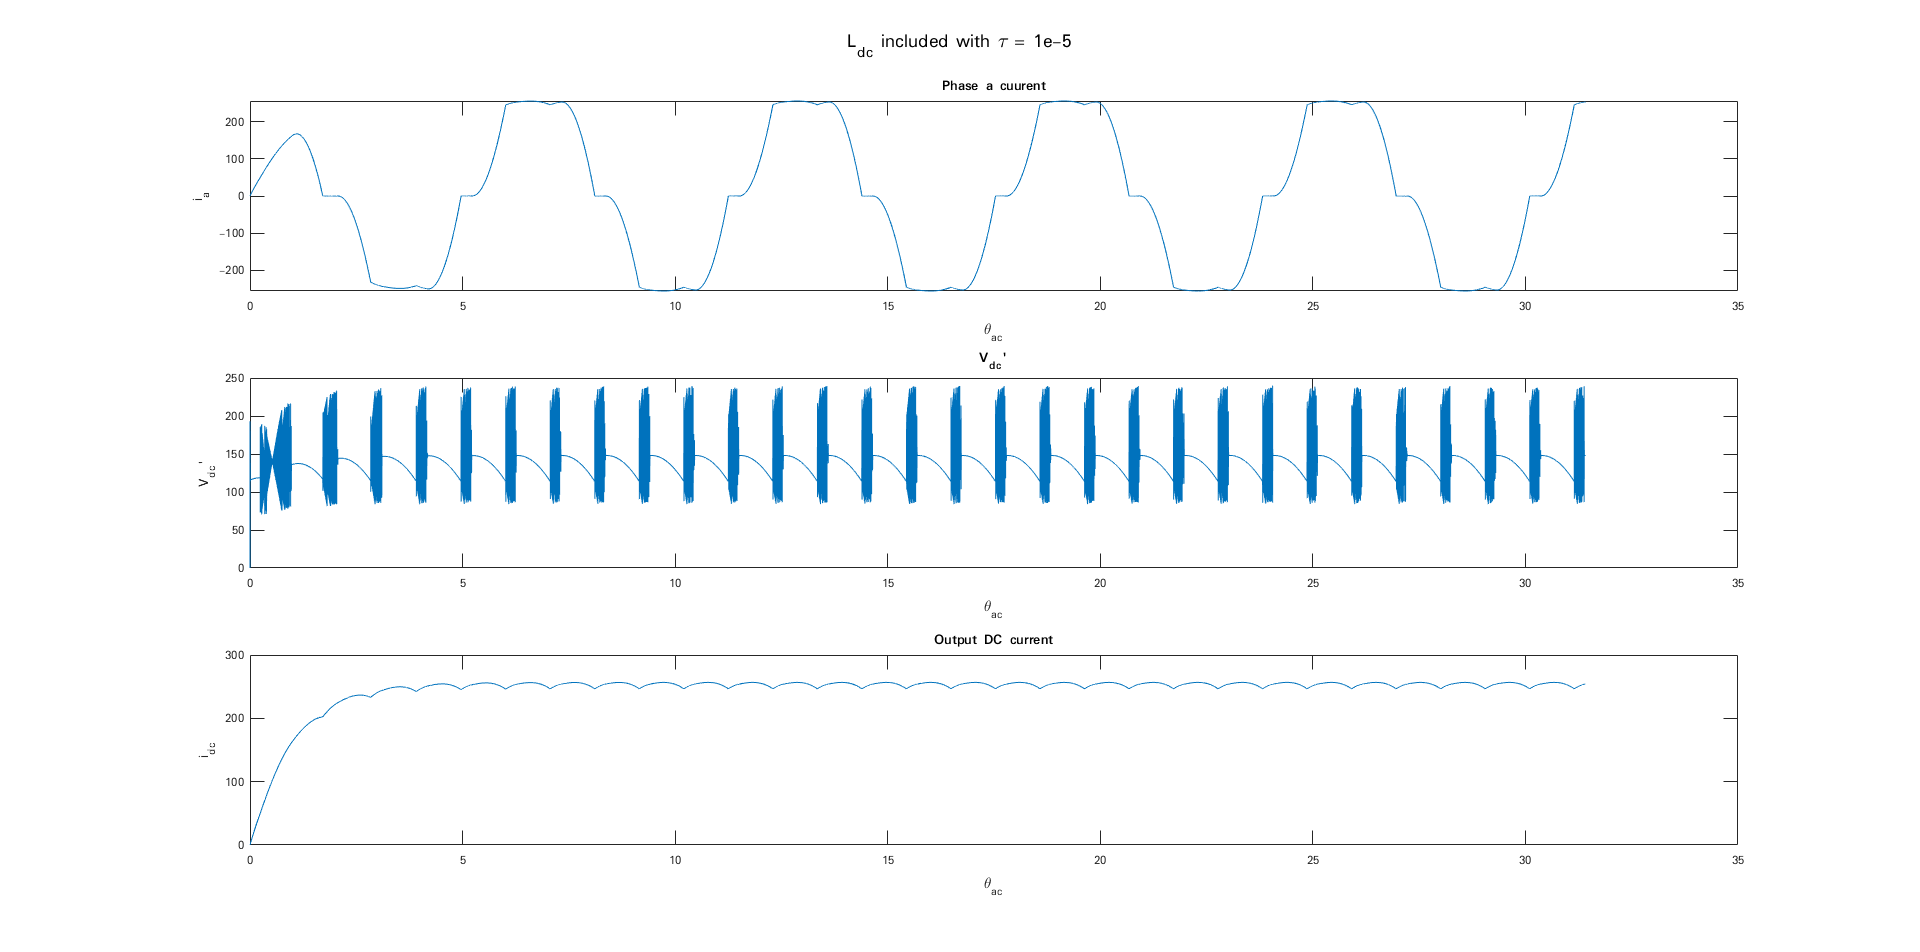 L_dc included with τ = 1e−5
Phase a cuurent
200
100
0
−100
−200
i_a
0 5 10 15 20 25 30 35
θ_ac
V_dc'
250
200
150
100
50
0
V_dc'
0 5 10 15 20 25 30 35
θ_ac
Output DC current
300
200
100
0
i_dc
0 5 10 15 20 25 30 35
θ_ac